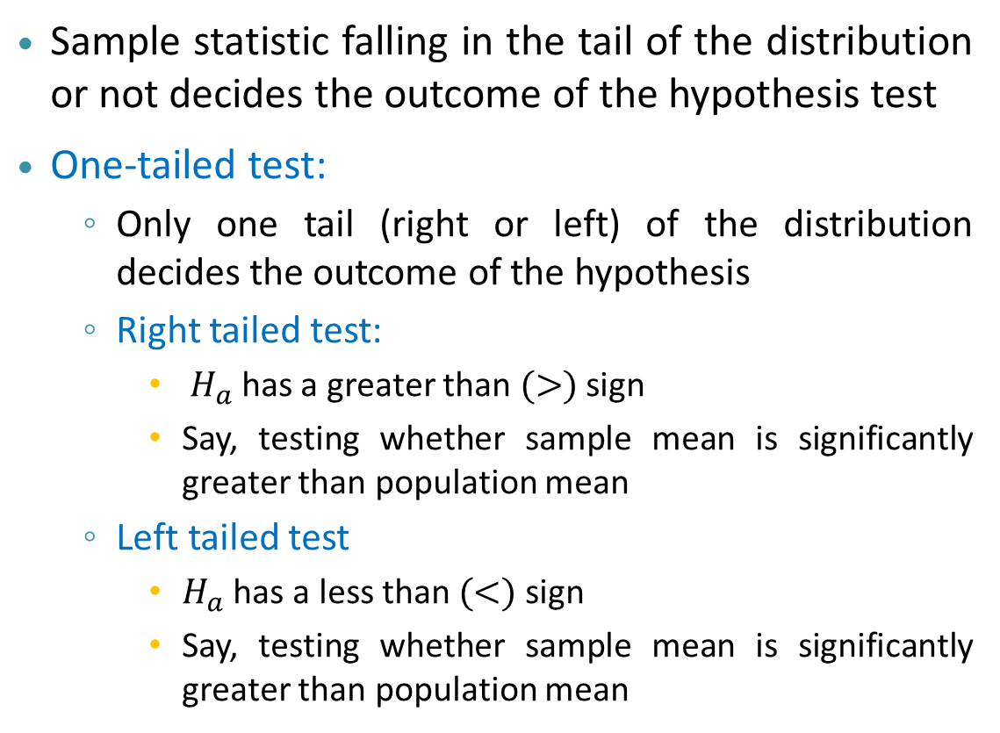 • Sample statistic falling in the tail of the distribution
or not decides the outcome of the hypothesis test
• One-tailed test:
◦ Only one tail (right or left) of the distribution
decides the outcome of the hypothesis
◦ Right tailed test:
• Hₐ has a greater than (>) sign
• Say, testing whether sample mean is significantly
greater than population mean
◦ Left tailed test
• Hₐ has a less than (<) sign
• Say, testing whether sample mean is significantly
greater than population mean